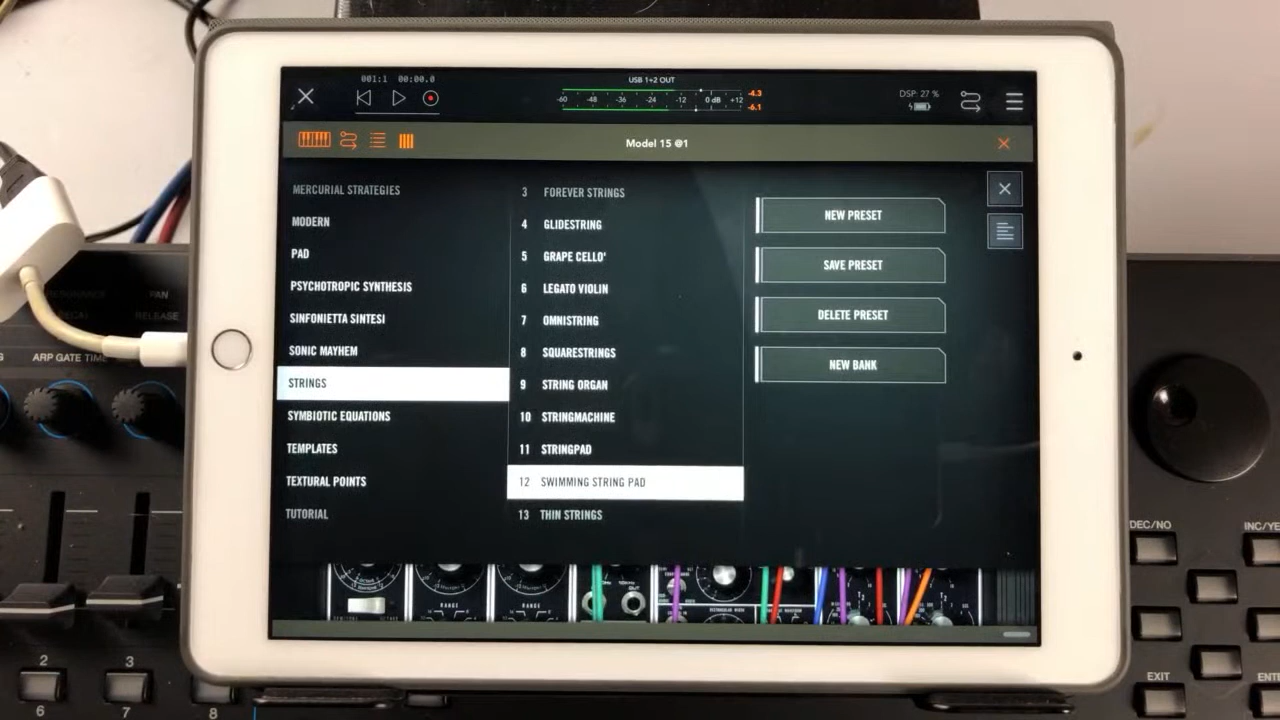 001:1 00:00.0
USB 1+2 OUT
-60 -48 -36 -24 -12 0 dB +12
-4.3
-6.1
DSP: 27 %
Model 15 @1
MERCURIAL STRATEGIES
MODERN
PAD
PSYCHOTROPIC SYNTHESIS
SINFONIETTA SINTESI
SONIC MAYHEM
STRINGS
SYMBIOTIC EQUATIONS
TEMPLATES
TEXTURAL POINTS
TUTORIAL
3 FOREVER STRINGS
4 GLIDESTRING
5 GRAPE CELLO'
6 LEGATO VIOLIN
7 OMNISTRING
8 SQUARESTRINGS
9 STRING ORGAN
10 STRINGMACHINE
11 STRINGPAD
12 SWIMMING STRING PAD
13 THIN STRINGS
NEW PRESET
SAVE PRESET
DELETE PRESET
NEW BANK
RANGE
RANGE
OUT
PAN
DECAY
RELEASE
ARP GATE TIME
2
3
6
7
8
DEC/NO
INC/YE
EXIT
ENTE